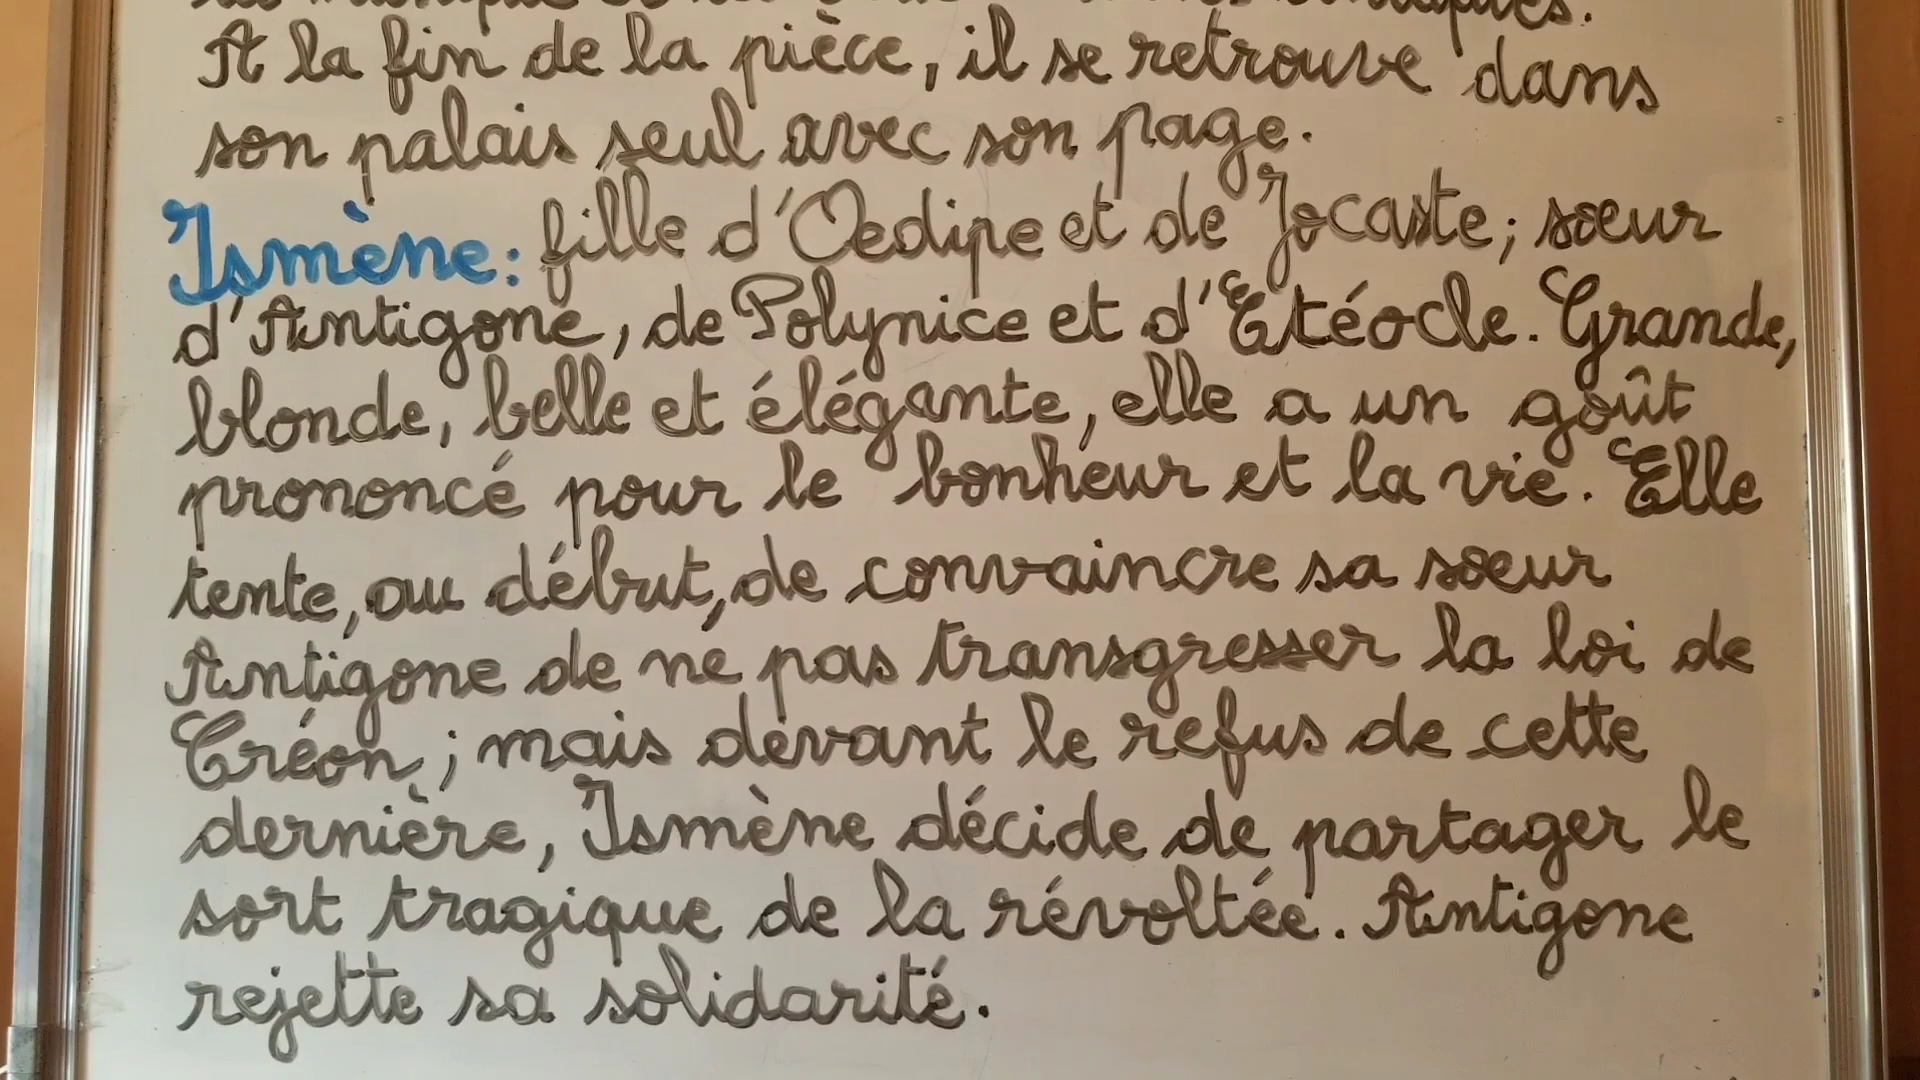 A la fin de la pièce, il se retrouve dans
son palais seul avec son page.
Ismène: fille d'Oedipe et de Jocaste; sœur
d'Antigone, de Polynice et d'Etéocle. Grande,
blonde, belle et élégante, elle a un goût
prononcé pour le bonheur et la vie. Elle
tente, au début, de convaincre sa sœur
Antigone de ne pas transgresser la loi de
Créon; mais devant le refus de cette
dernière, Ismène décide de partager le
sort tragique de la révoltée. Antigone
rejette sa solidarité.